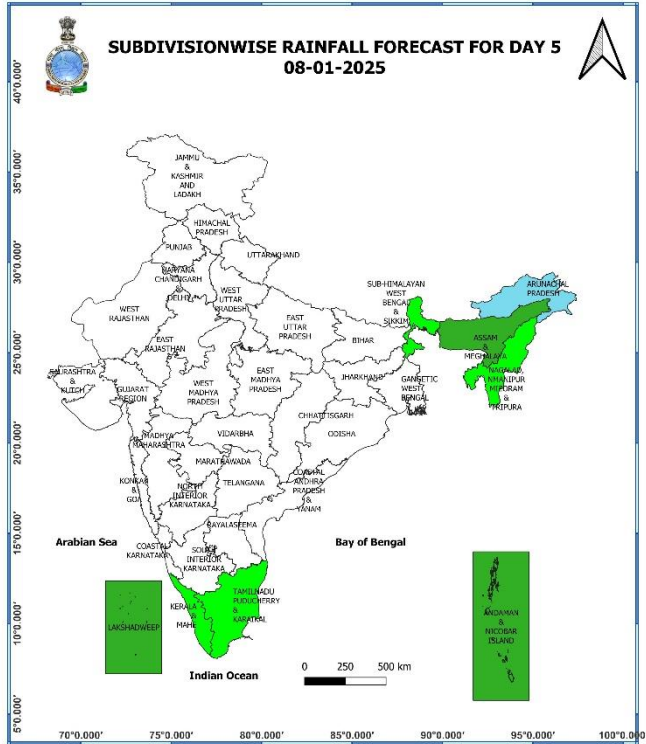 SUBDIVISIONWISE RAINFALL FORECAST FOR DAY 5
08-01-2025
40°0.000'
35°0.000'
30°0.000'
25°0.000'
20°0.000'
15°0.000'
10°0.000'
5°0.000'
JAMMU
&
KASHMIR
AND
LADAKH
HIMACHAL
PRADESH
PUNJAB
UTTARAKHAND
HARYANA
CHANDIGARH
&
DELHI
WEST
UTTAR
PRADESH
WEST
RAJASTHAN
EAST
RAJASTHAN
EAST
UTTAR
PRADESH
SUB-HIMALAYAN
WEST
BENGAL
&
SIKKIM
ARUNACHAL
PRADESH
BIHAR
ASSAM
&
MEGHALAYA
NAGALAD,
NMANIPUR
MIZORAM
&
TRIPURA
SAURASHTRA
&
KUTCH
GUJARAT
REGION
WEST
MADHYA
PRADESH
EAST
MADHYA
PRADESH
JHARKHAND
GANGETIC
WEST
BENGAL
CHHATISGARH
ODISHA
MADHYA
MAHARASHTRA
VIDARBHA
MARATHAWADA
TELANGANA
KONKAN
&
GOA
NORTH
INTERIOR
KARNATAKA
COASTAL
ANDHRA
PRADESH
&
YANAM
RAYALASEEMA
COASTAL
KARNATAKA
SOUTH
INTERIOR
KARNATAKA
Arabian Sea
Bay of Bengal
LAKSHADWEEP
KERALA
&
MAHE
TAMILNADU
PUDUCHERRY
&
KARAIKAL
ANDAMAN
&
NICOBAR
ISLAND
Indian Ocean
0 250 500 km
70°0.000' 75°0.000' 80°0.000' 85°0.000' 90°0.000' 95°0.000' 100°0.000'